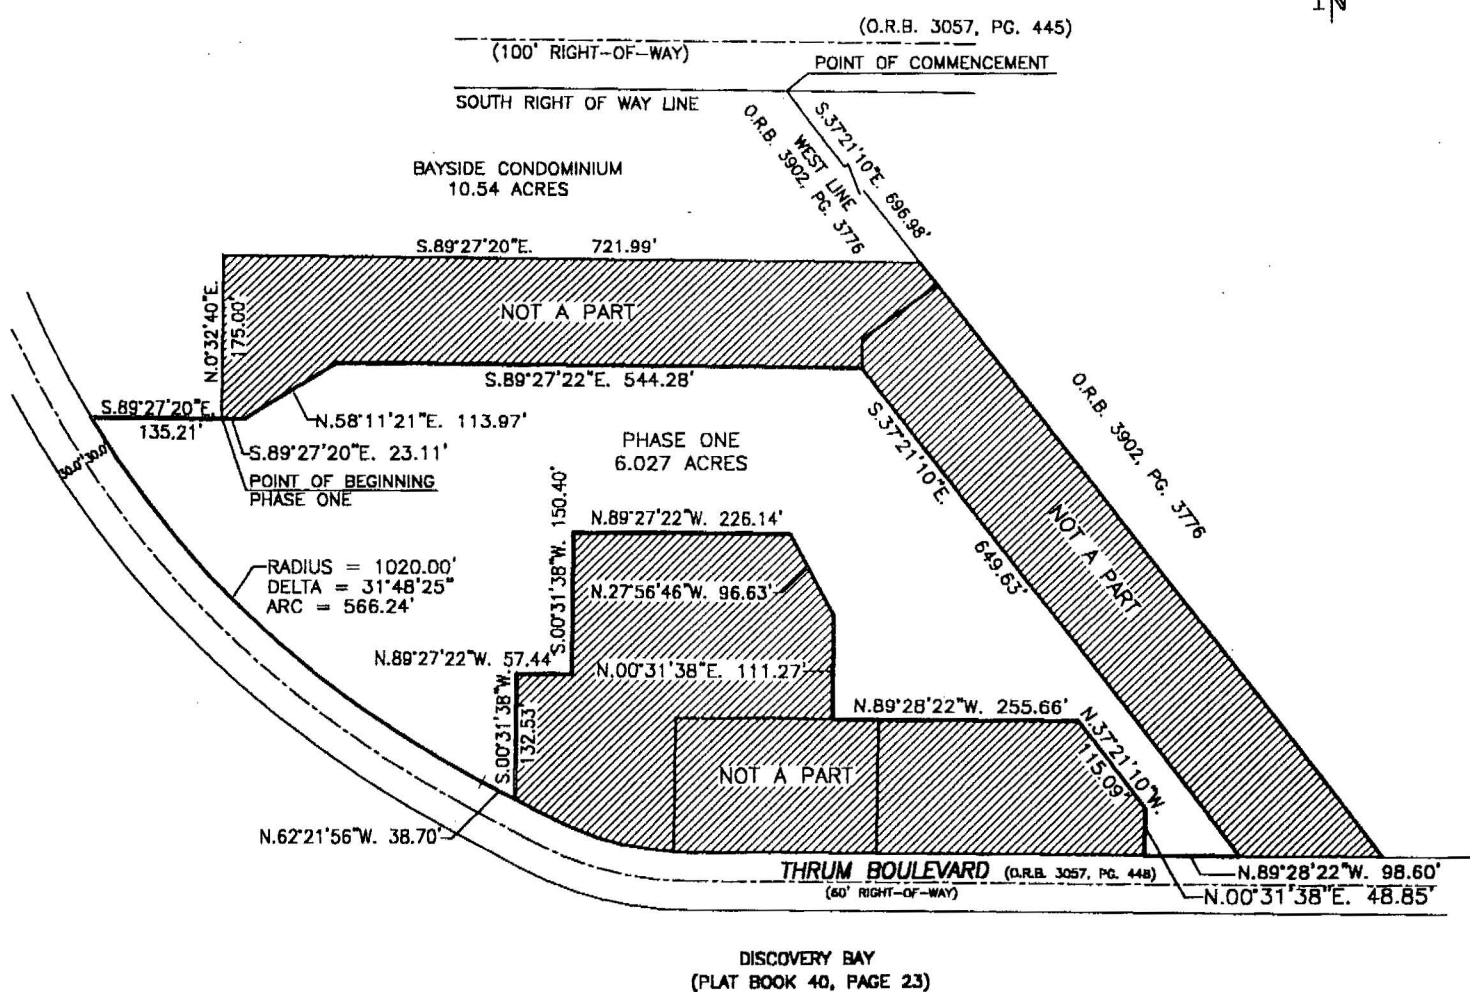 N
(O.R.B. 3057, PG. 445)
(100' RIGHT-OF-WAY)
POINT OF COMMENCEMENT
SOUTH RIGHT OF WAY LINE
S.37°21'10"E. 696.98'
WEST LINE
O.R.B. 3902, PG. 3776
BAYSIDE CONDOMINIUM
10.54 ACRES
S.89°27'20"E. 721.99'
N.0°32'40"E.
175.00'
NOT A PART
S.89°27'22"E. 544.28'
S.89°27'20"E.
135.21'
N.58°11'21"E. 113.97'
S.89°27'20"E. 23.11'
POINT OF BEGINNING
PHASE ONE
30.0' 30.0'
PHASE ONE
6.027 ACRES
S.37°21'10"E.
649.63'
O.R.B. 3902, PG. 3776
NOT A PART
N.89°27'22"W. 226.14'
S.00°31'38"W. 150.40'
N.27°56'46"W. 96.63'
RADIUS = 1020.00'
DELTA = 31°48'25"
ARC = 566.24'
N.89°27'22"W. 57.44'
N.00°31'38"E. 111.27'
S.00°31'38"W.
132.53'
N.89°28'22"W. 255.66'
N.37°21'10"W.
115.09'
NOT A PART
N.62°21'56"W. 38.70'
THRUM BOULEVARD (O.R.B. 3057, PG. 448)
(60' RIGHT-OF-WAY)
N.89°28'22"W. 98.60'
N.00°31'38"E. 48.85'
DISCOVERY BAY
(PLAT BOOK 40, PAGE 23)